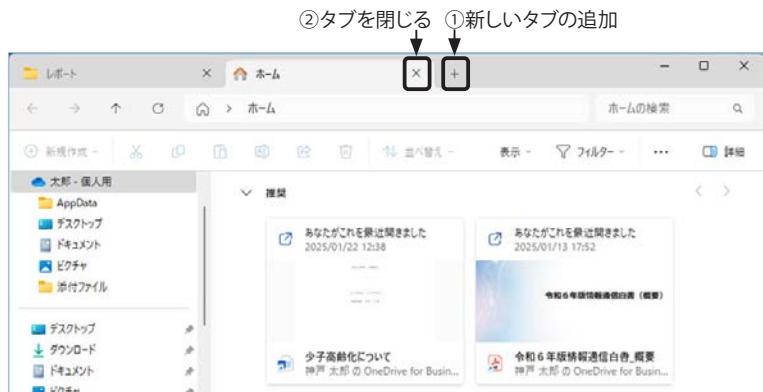 ②タブを閉じる ①新しいタブの追加
レポート
ホーム
ホーム
ホームの検索
新規作成
並べ替え
表示
フィルター
詳細
太郎 - 個人用
AppData
デスクトップ
ドキュメント
ピクチャ
添付ファイル
デスクトップ
ダウンロード
ドキュメント
ピクチャ
推奨
あなたがこれを最近開きました
2025/01/22 12:38
少子高齢化について
神戸 太郎 の OneDrive for Busin...
あなたがこれを最近開きました
2025/01/13 17:52
令和6年版情報通信白書（概要）
令和６年版情報通信白書_概要
神戸 太郎 の OneDrive for Busin...